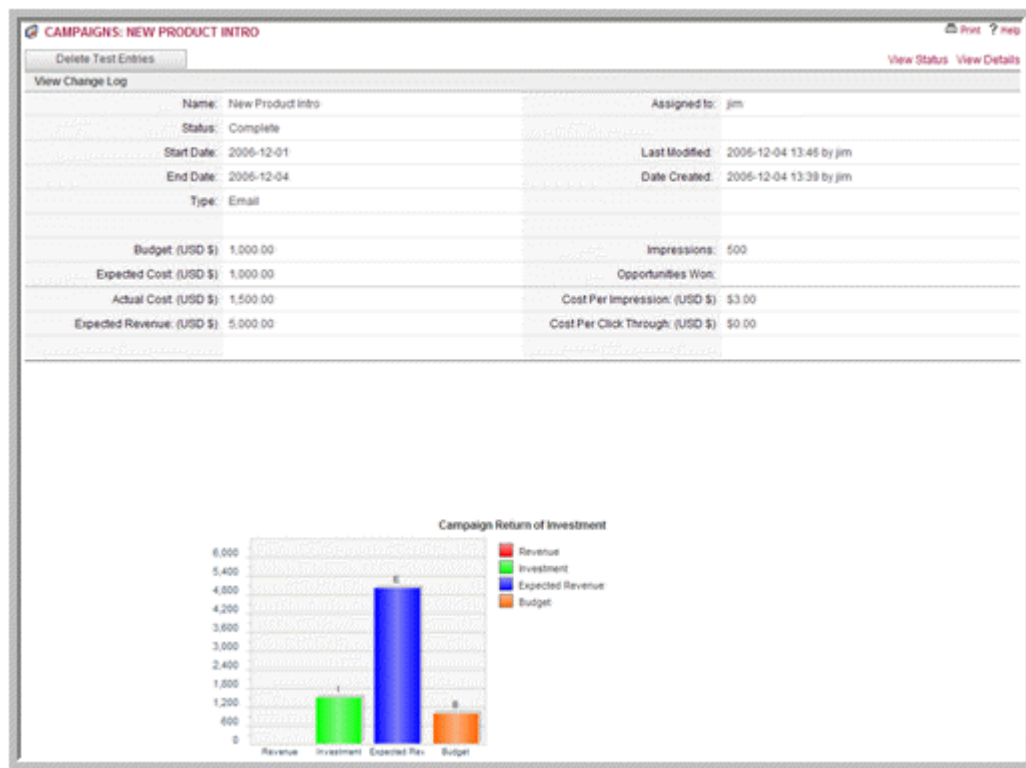 CAMPAIGNS: NEW PRODUCT INTRO
Print ? Help
Delete Test Entries
View Status View Details
View Change Log
Name: New Product Intro Assigned to: jim
Status: Complete
Start Date: 2006-12-01 Last Modified: 2006-12-04 13:46 by jim
End Date: 2006-12-04 Date Created: 2006-12-04 13:39 by jim
Type: Email
Budget: (USD $) 1,000.00 Impressions: 500
Expected Cost: (USD $) 1,000.00 Opportunities Won:
Actual Cost: (USD $) 1,500.00 Cost Per Impression: (USD $) $3.00
Expected Revenue: (USD $) 5,000.00 Cost Per Click Through: (USD $) $0.00
Campaign Return of Investment
6,000
5,400
4,800
4,200
3,600
3,000
2,400
1,800
1,200
600
0
E
I
B
Revenue Investment Expected Rev Budget
Revenue
Investment
Expected Revenue
Budget